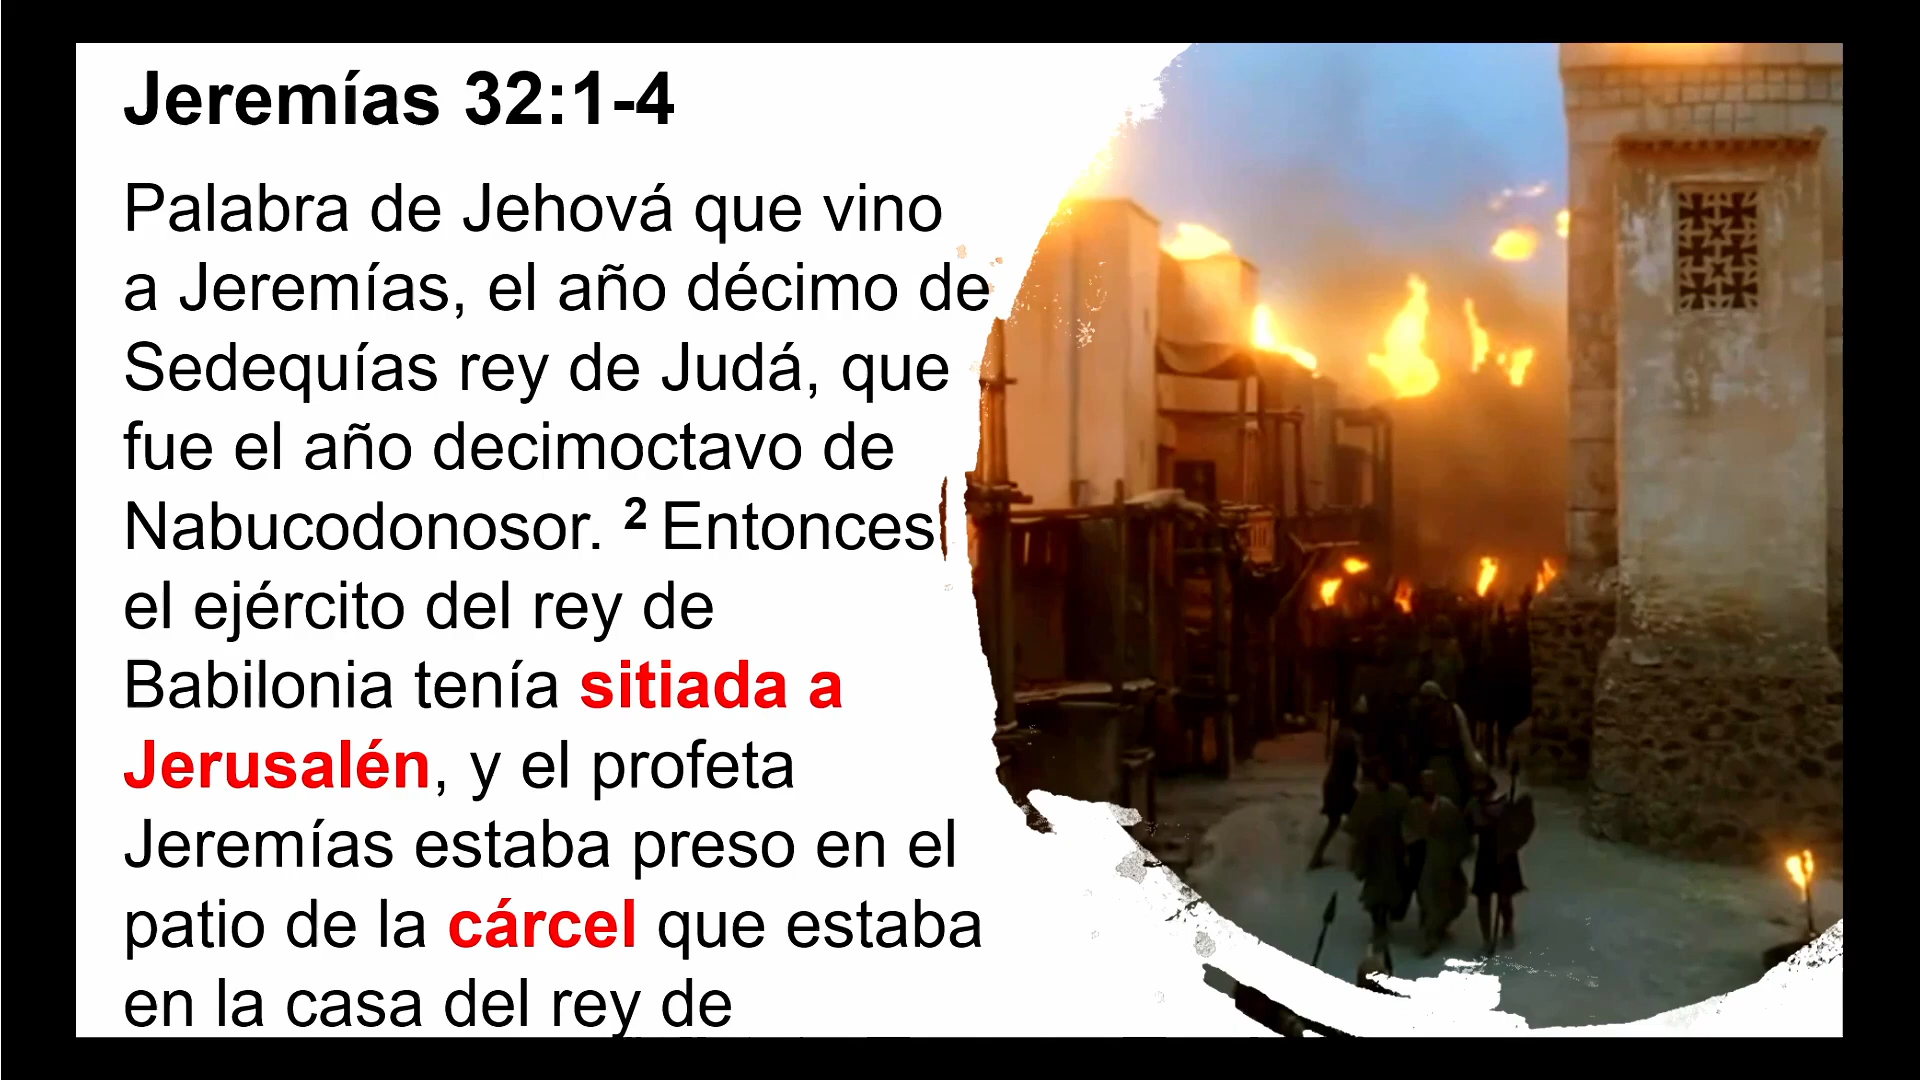 Jeremías 32:1-4
Palabra de Jehová que vino
a Jeremías, el año décimo de
Sedequías rey de Judá, que
fue el año decimoctavo de
Nabucodonosor. ² Entonces
el ejército del rey de
Babilonia tenía sitiada a
Jerusalén, y el profeta
Jeremías estaba preso en el
patio de la cárcel que estaba
en la casa del rey de